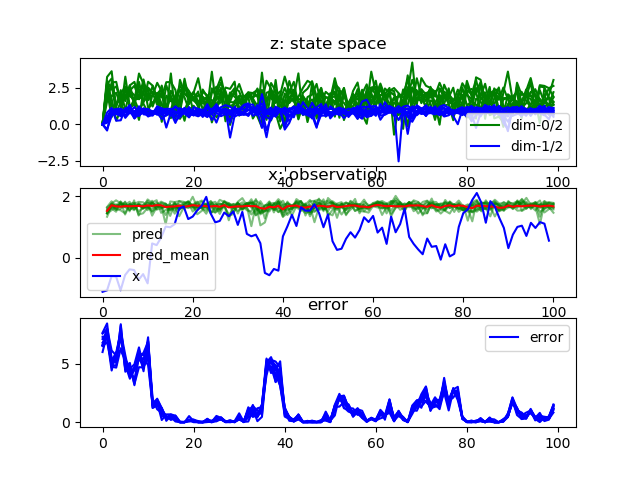 z: state space
2.5
0.0
−2.5
dim-0/2
dim-1/2
0 20 40 60 80 100
x: observation
2
0
pred
pred_mean
x
0 20 40 60 80 100
error
5
0
error
0 20 40 60 80 100